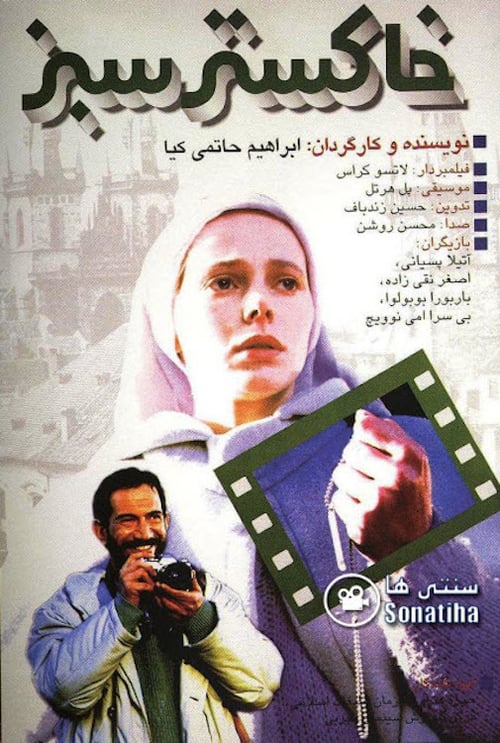 خاکستر سبز
نویسنده و کارگردان: ابراهیم حاتمی کیا
فیلمبردار: لاتسو کراس
موسیقی: پل هرتل
تدوین: حسین زندباف
صدا: محسن روشن
بازیگران:
آتیلا پسیانی،
اصغر نقی زاده،
باربورا بوبولوا،
بی سرا امی نوویچ
سنتی ها
Sonatiha